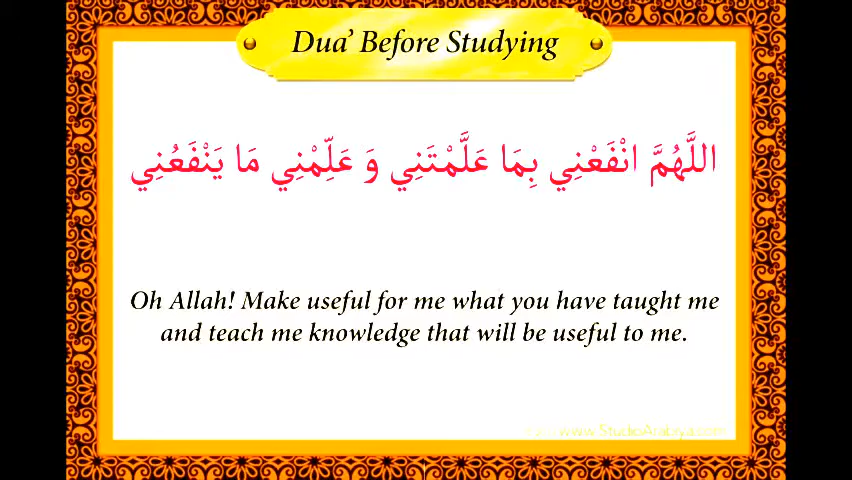 Dua’ Before Studying
اللَّهُمَّ انْفَعْنِي بِمَا عَلَّمْتَنِي وَ عَلِّمْنِي مَا يَنْفَعُنِي
Oh Allah! Make useful for me what you have taught me
and teach me knowledge that will be useful to me.
www.StudioArabiya.com